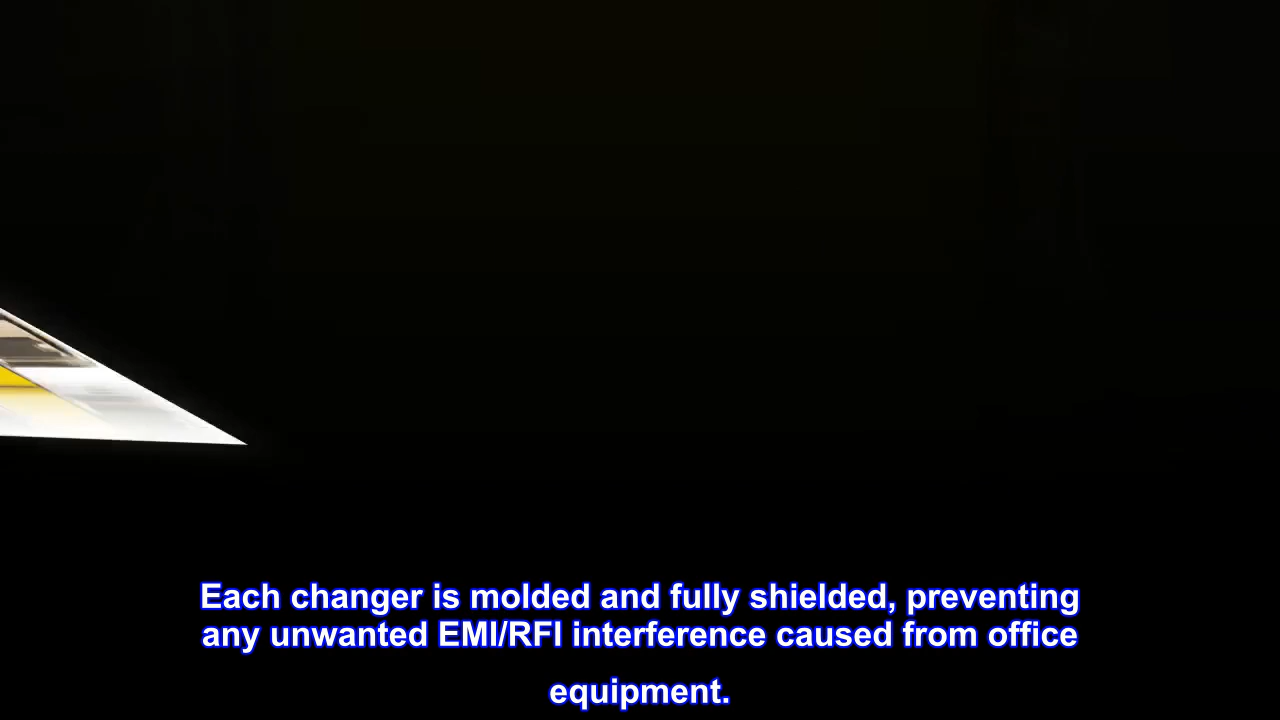 Each changer is molded and fully shielded, preventing
any unwanted EMI/RFI interference caused from office
equipment.